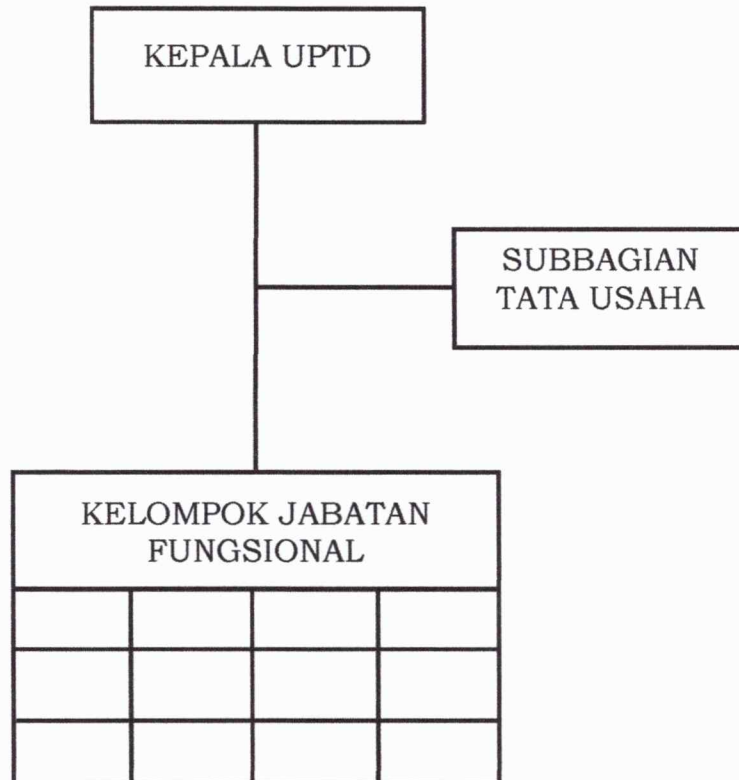 KEPALA UPTD
SUBBAGIAN
TATA USAHA
KELOMPOK JABATAN
FUNGSIONAL